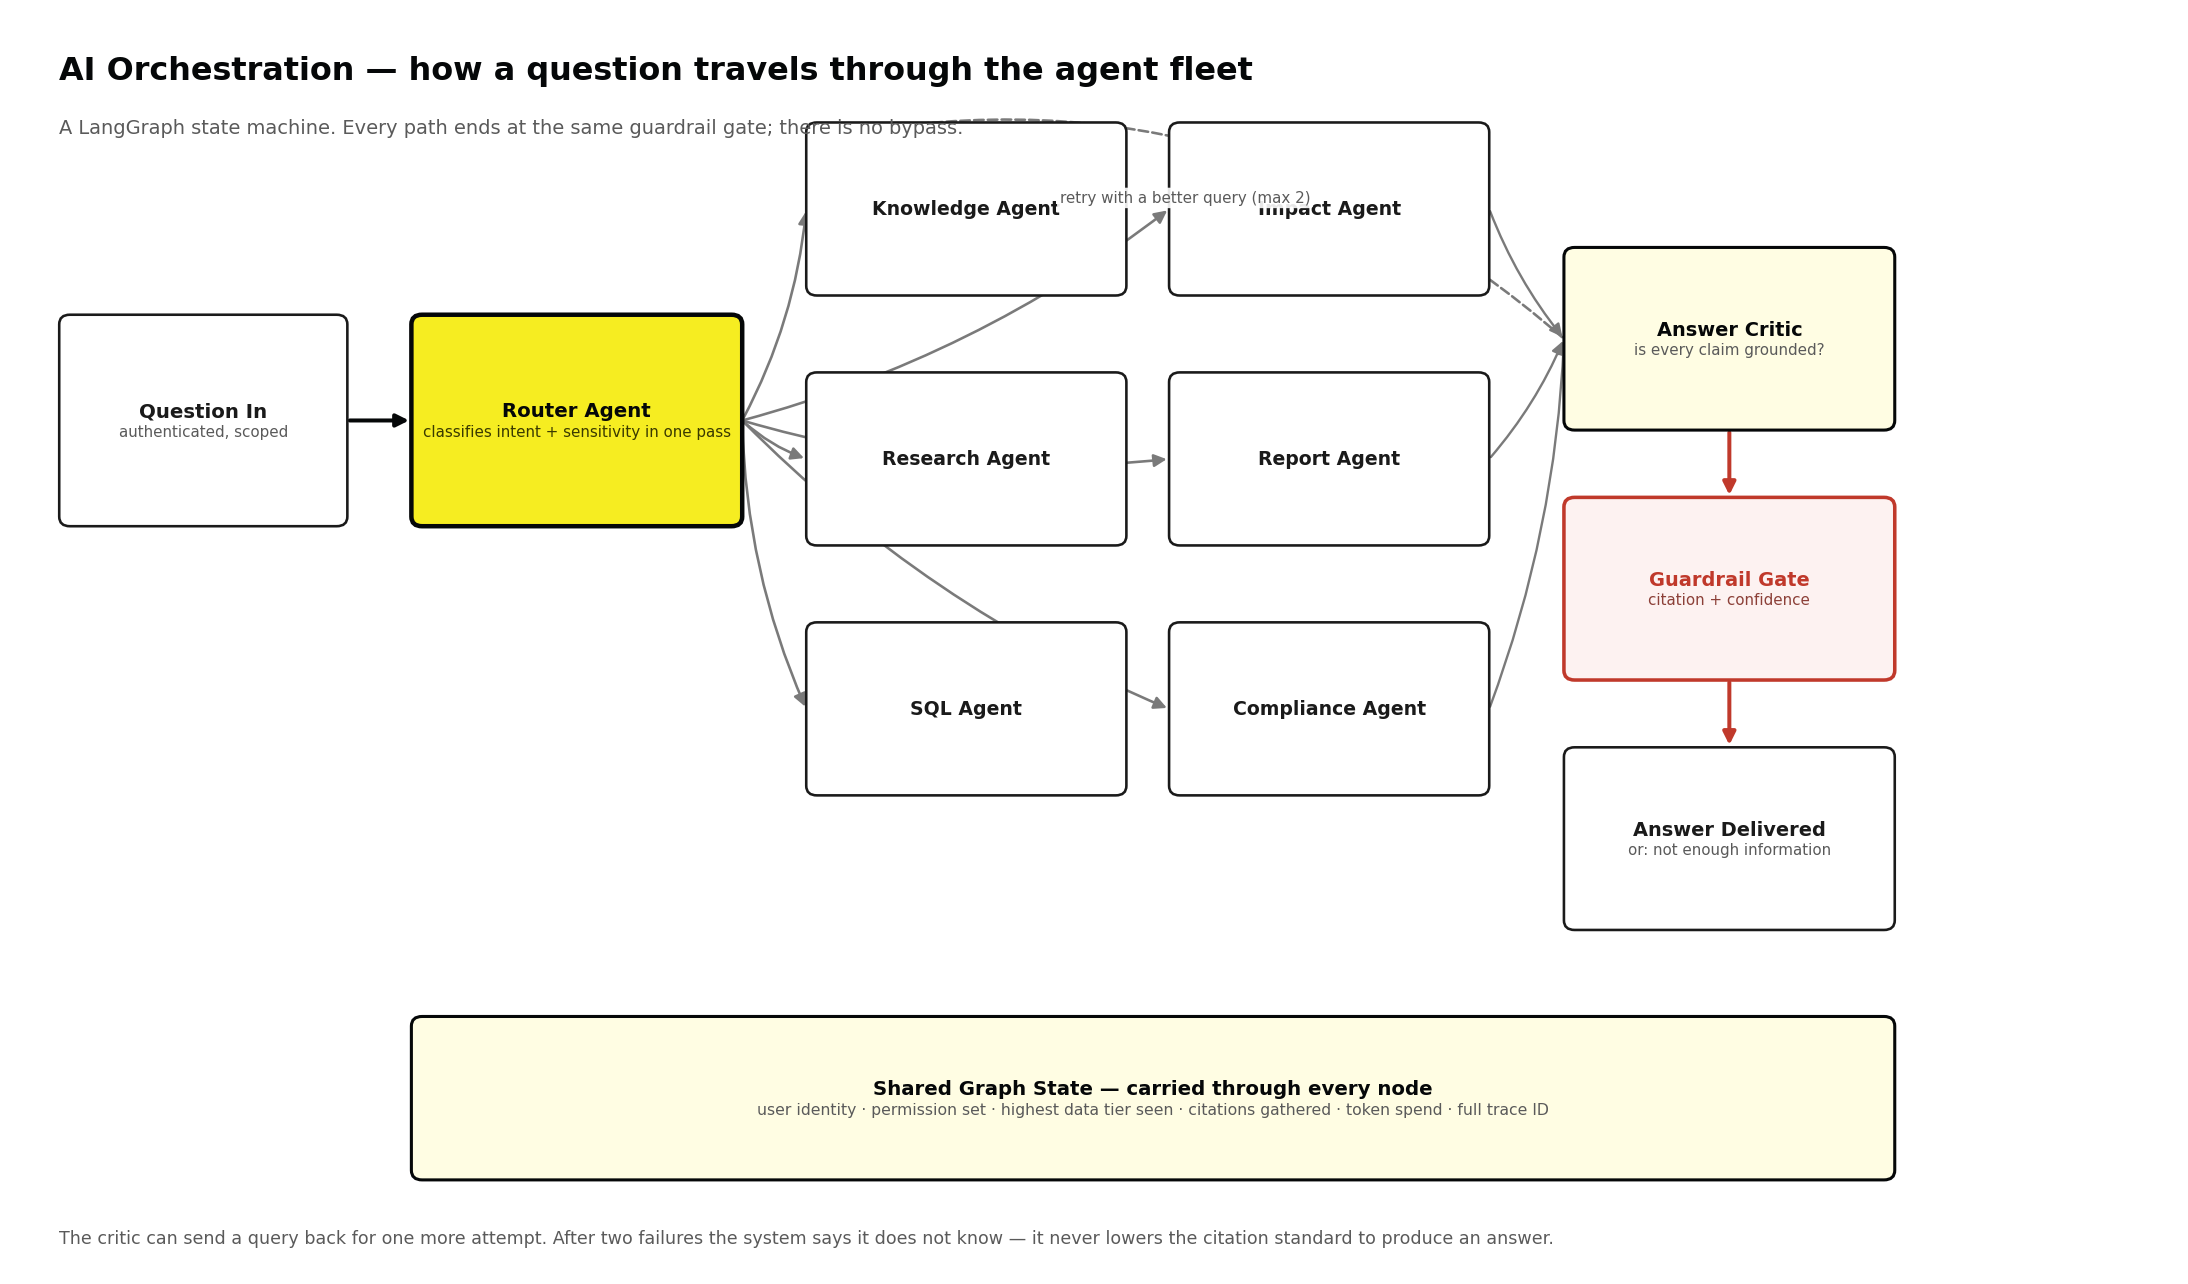 AI Orchestration — how a question travels through the agent fleet
A LangGraph state machine. Every path ends at the same guardrail gate; there is no bypass.
retry with a better query (max 2)
Knowledge Agent
Impact Agent
Answer Critic
is every claim grounded?
Question In
authenticated, scoped
Router Agent
classifies intent + sensitivity in one pass
Research Agent
Report Agent
Guardrail Gate
citation + confidence
SQL Agent
Compliance Agent
Answer Delivered
or: not enough information
Shared Graph State — carried through every node
user identity · permission set · highest data tier seen · citations gathered · token spend · full trace ID
The critic can send a query back for one more attempt. After two failures the system says it does not know — it never lowers the citation standard to produce an answer.